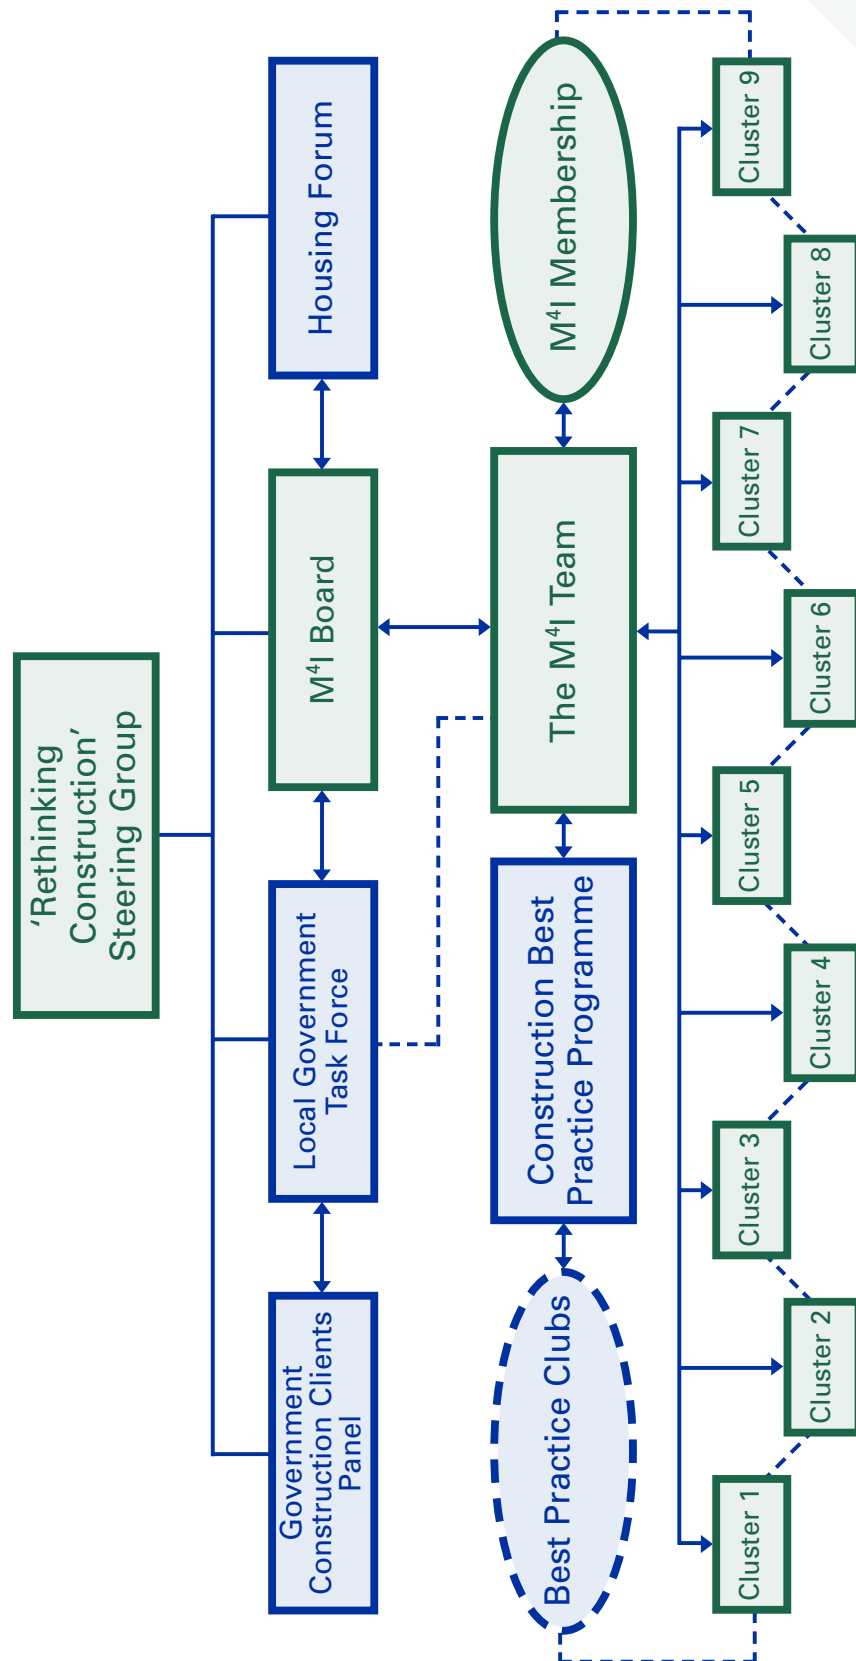 ‘Rethinking
Construction’
Steering Group
Government
Construction Clients
Panel
Local Government
Task Force
M⁴I Board
Housing Forum
Best Practice Clubs
Construction Best
Practice Programme
The M⁴I Team
M⁴I Membership
Cluster 1
Cluster 2
Cluster 3
Cluster 4
Cluster 5
Cluster 6
Cluster 7
Cluster 8
Cluster 9